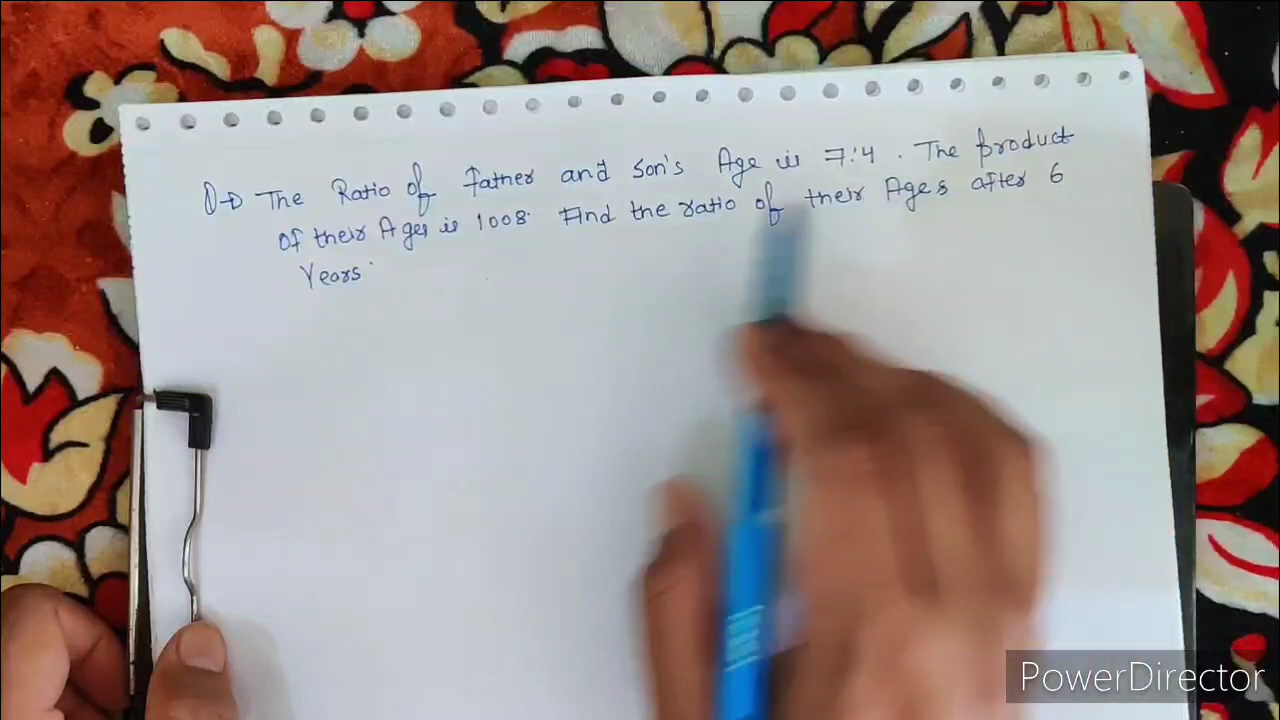 Q→ The Ratio of Father and Son's Age is 7:4. The product
of their Ages is 1008. Find the ratio of their Ages after 6
Years.
PowerDirector